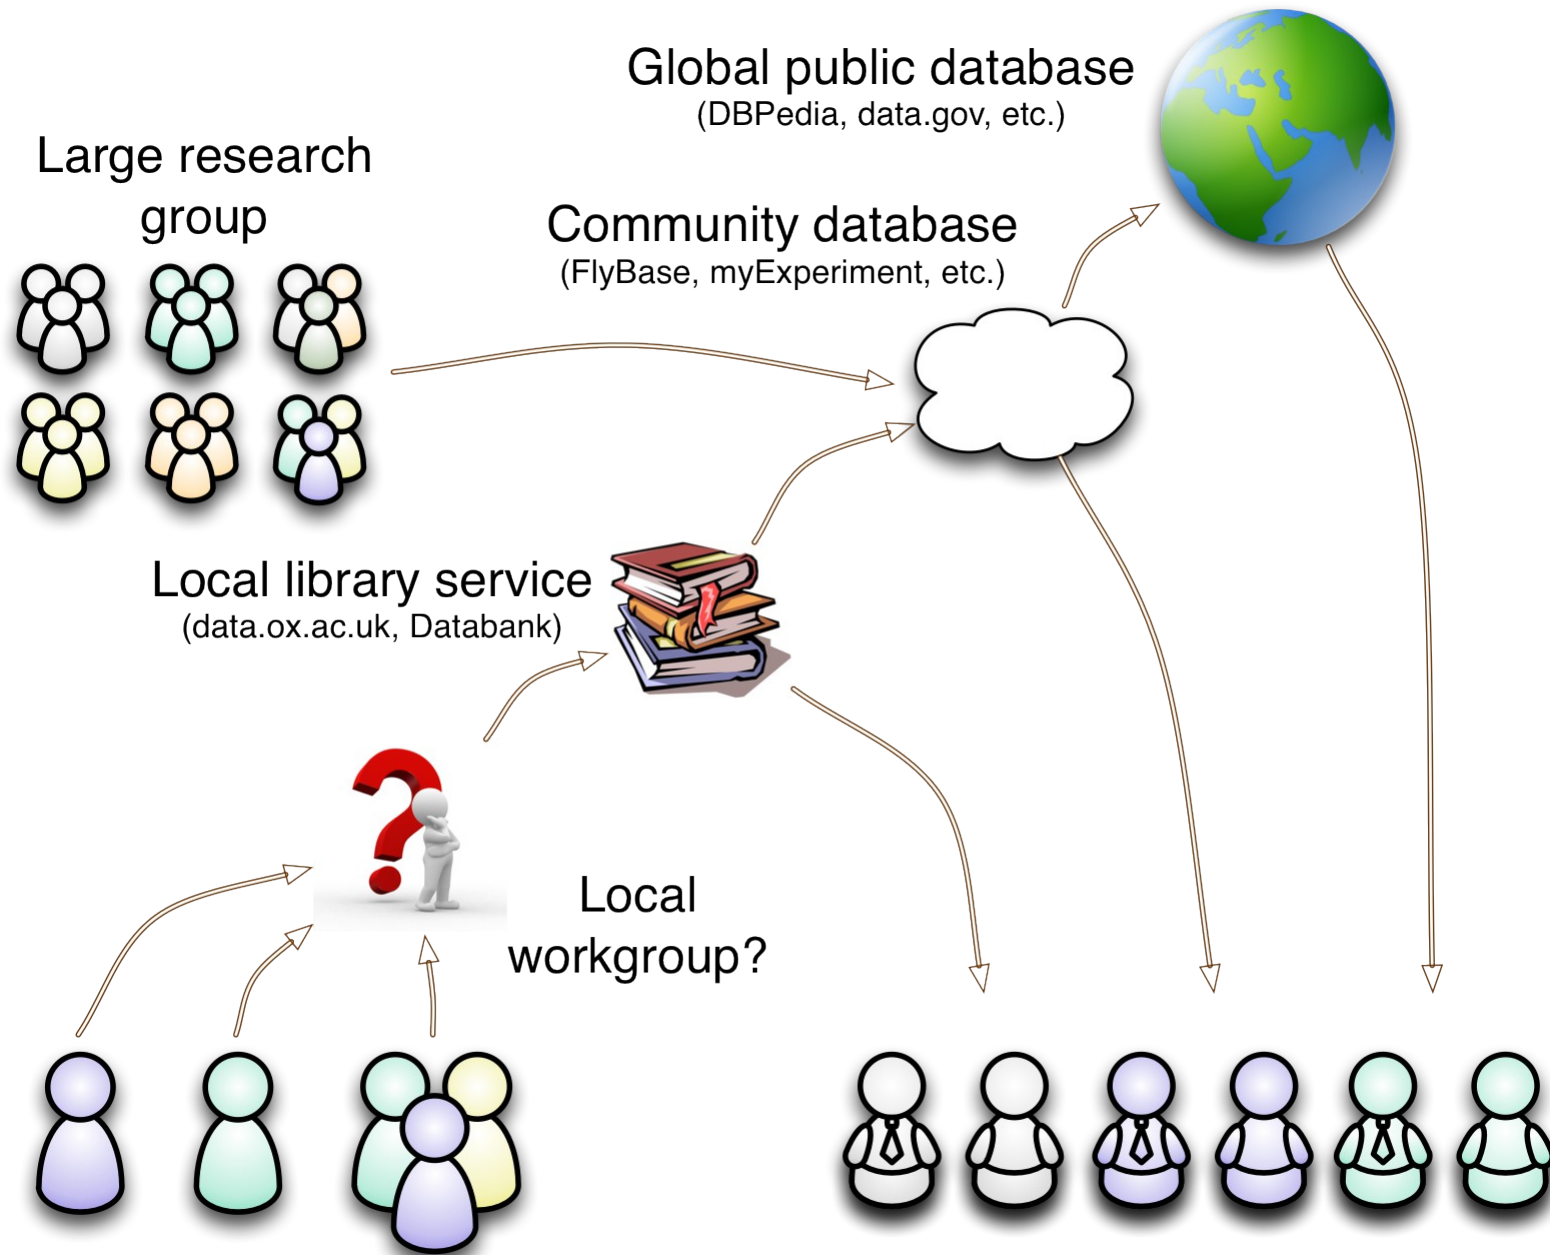 Global public database
(DBPedia, data.gov, etc.)
Large research
group
Community database
(FlyBase, myExperiment, etc.)
Local library service
(data.ox.ac.uk, Databank)
?
Local
workgroup?